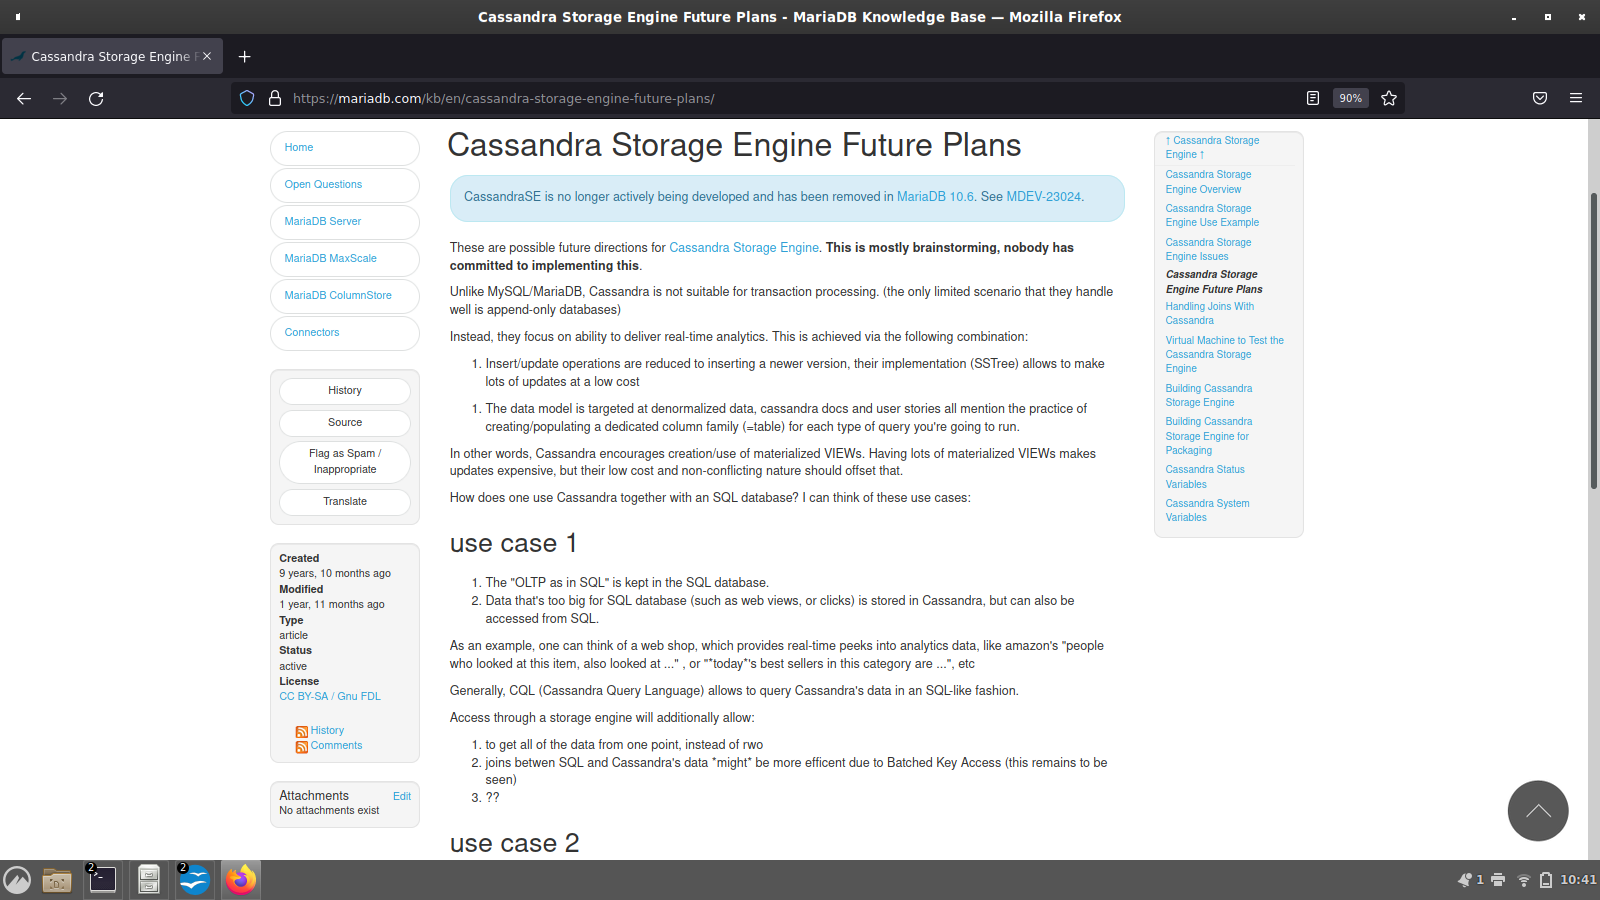 Cassandra Storage Engine Future Plans - MariaDB Knowledge Base — Mozilla Firefox
Cassandra Storage Engine F
https://mariadb.com/kb/en/cassandra-storage-engine-future-plans/
90%
Home
Open Questions
MariaDB Server
MariaDB MaxScale
MariaDB ColumnStore
Connectors
History
Source
Flag as Spam /
Inappropriate
Translate
Created
9 years, 10 months ago
Modified
1 year, 11 months ago
Type
article
Status
active
License
CC BY-SA / Gnu FDL
History
Comments
Attachments Edit
No attachments exist
Cassandra Storage Engine Future Plans
CassandraSE is no longer actively being developed and has been removed in MariaDB 10.6. See MDEV-23024.
These are possible future directions for Cassandra Storage Engine. This is mostly brainstorming, nobody has
committed to implementing this.
Unlike MySQL/MariaDB, Cassandra is not suitable for transaction processing. (the only limited scenario that they handle
well is append-only databases)
Instead, they focus on ability to deliver real-time analytics. This is achieved via the following combination:
1. Insert/update operations are reduced to inserting a newer version, their implementation (SSTree) allows to make
lots of updates at a low cost
1. The data model is targeted at denormalized data, cassandra docs and user stories all mention the practice of
creating/populating a dedicated column family (=table) for each type of query you're going to run.
In other words, Cassandra encourages creation/use of materialized VIEWs. Having lots of materialized VIEWs makes
updates expensive, but their low cost and non-conflicting nature should offset that.
How does one use Cassandra together with an SQL database? I can think of these use cases:
use case 1
1. The "OLTP as in SQL" is kept in the SQL database.
2. Data that's too big for SQL database (such as web views, or clicks) is stored in Cassandra, but can also be
accessed from SQL.
As an example, one can think of a web shop, which provides real-time peeks into analytics data, like amazon's "people
who looked at this item, also looked at ..." , or "*today*'s best sellers in this category are ...", etc
Generally, CQL (Cassandra Query Language) allows to query Cassandra's data in an SQL-like fashion.
Access through a storage engine will additionally allow:
1. to get all of the data from one point, instead of rwo
2. joins betwen SQL and Cassandra's data *might* be more efficent due to Batched Key Access (this remains to be
seen)
3. ??
use case 2
↑ Cassandra Storage
Engine ↑
Cassandra Storage
Engine Overview
Cassandra Storage
Engine Use Example
Cassandra Storage
Engine Issues
Cassandra Storage
Engine Future Plans
Handling Joins With
Cassandra
Virtual Machine to Test the
Cassandra Storage
Engine
Building Cassandra
Storage Engine
Building Cassandra
Storage Engine for
Packaging
Cassandra Status
Variables
Cassandra System
Variables
2
2
1
10:41